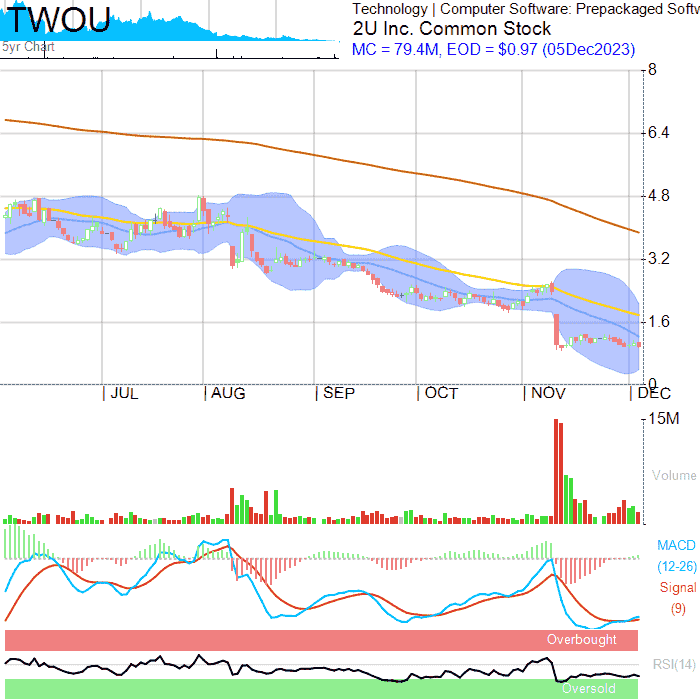 TWOU
5yr Chart
Technology | Computer Software: Prepackaged Softw
2U Inc. Common Stock
MC = 79.4M, EOD = $0.97 (05Dec2023)
8
6.4
4.8
3.2
1.6
0
JUL AUG SEP OCT NOV DEC
15M
Volume
MACD
(12-26)
Signal
(9)
Overbought
RSI(14)
Oversold